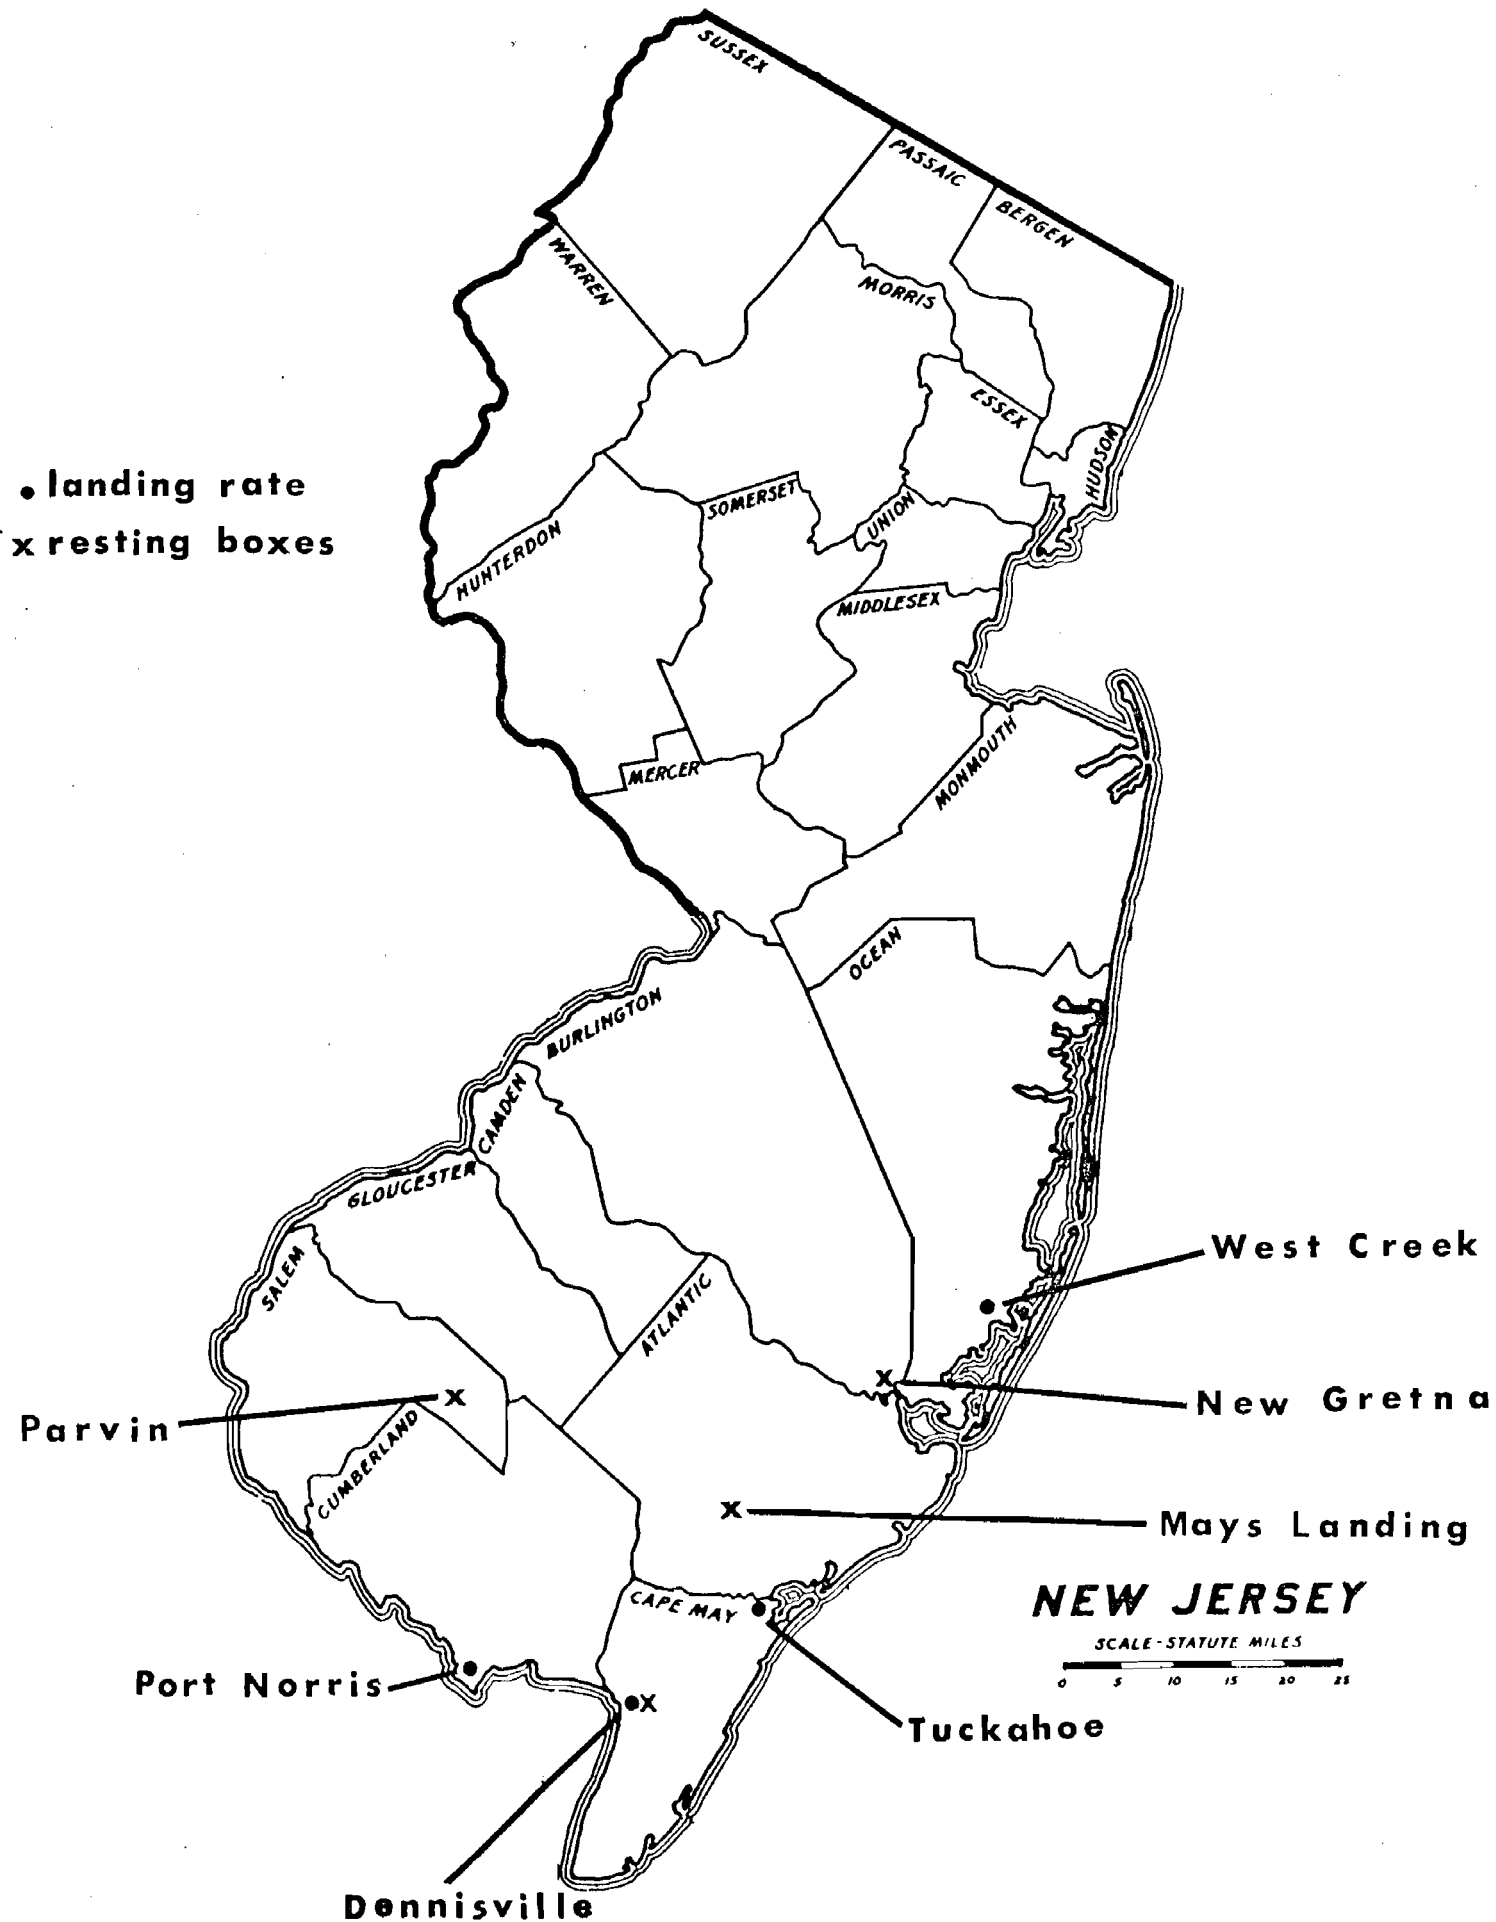 SUSSEX
PASSAIC
BERGEN
WARREN
MORRIS
ESSEX
HUDSON
• landing rate
x resting boxes
SOMERSET
UNION
HUNTERDON
MIDDLESEX
MONMOUTH
MERCER
OCEAN
BURLINGTON
CAMDEN
GLOUCESTER
SALEM
ATLANTIC
West Creek
x
New Gretna
x
Parvin
CUMBERLAND
x
Mays Landing
CAPE MAY
NEW JERSEY
SCALE-STATUTE MILES
0 5 10 15 20 25
Port Norris
x
Tuckahoe
Dennisville